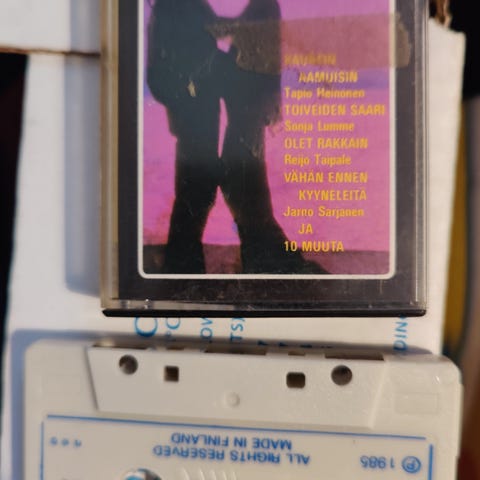 KAUNEIN
AAMUISIN
Tapio Heinonen
TOIVEIDEN SAARI
Sonja Lumme
OLET RAKKAIN
Reijo Taipale
VÄHÄN ENNEN
KYYNELEITÄ
Jarno Sarjanen
JA
10 MUUTA
ALL RIGHTS RESERVED
MADE IN FINLAND
℗ 1985